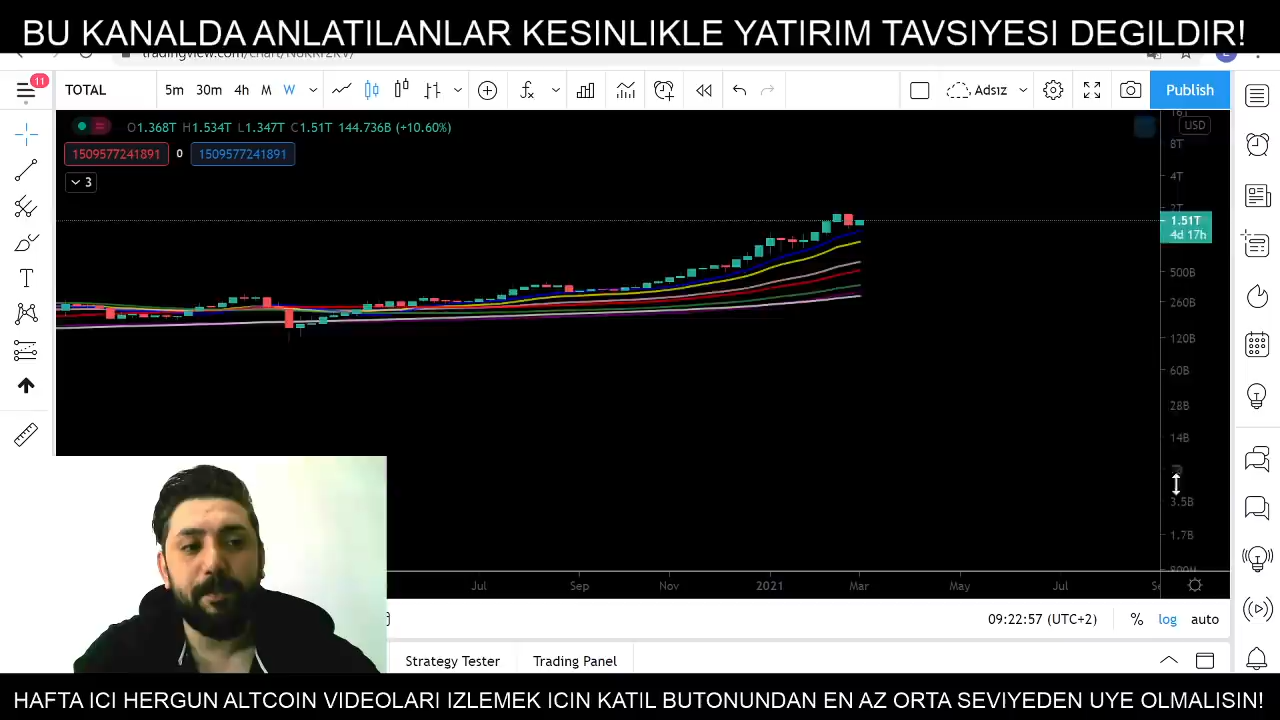 BU KANALDA ANLATILANLAR KESINLIKLE YATIRIM TAVSIYESI DEGILDIR!
11
TOTAL
5m 30m 4h M W
Adsız
Publish
O1.368T H1.534T L1.347T C1.51T 144.736B (+10.60%)
USD
1509577241891 0 1509577241891
3
8T
4T
2T
1.51T
4d 17h
500B
260B
120B
60B
28B
14B
3.5B
1.7B
800M
Jul Sep Nov 2021 Mar May Jul
09:22:57 (UTC+2) % log auto
Strategy Tester Trading Panel
HAFTA ICI HERGUN ALTCOIN VIDEOLARI IZLEMEK ICIN KATIL BUTONUNDAN EN AZ ORTA SEVIYEDEN UYE OLMALISIN!